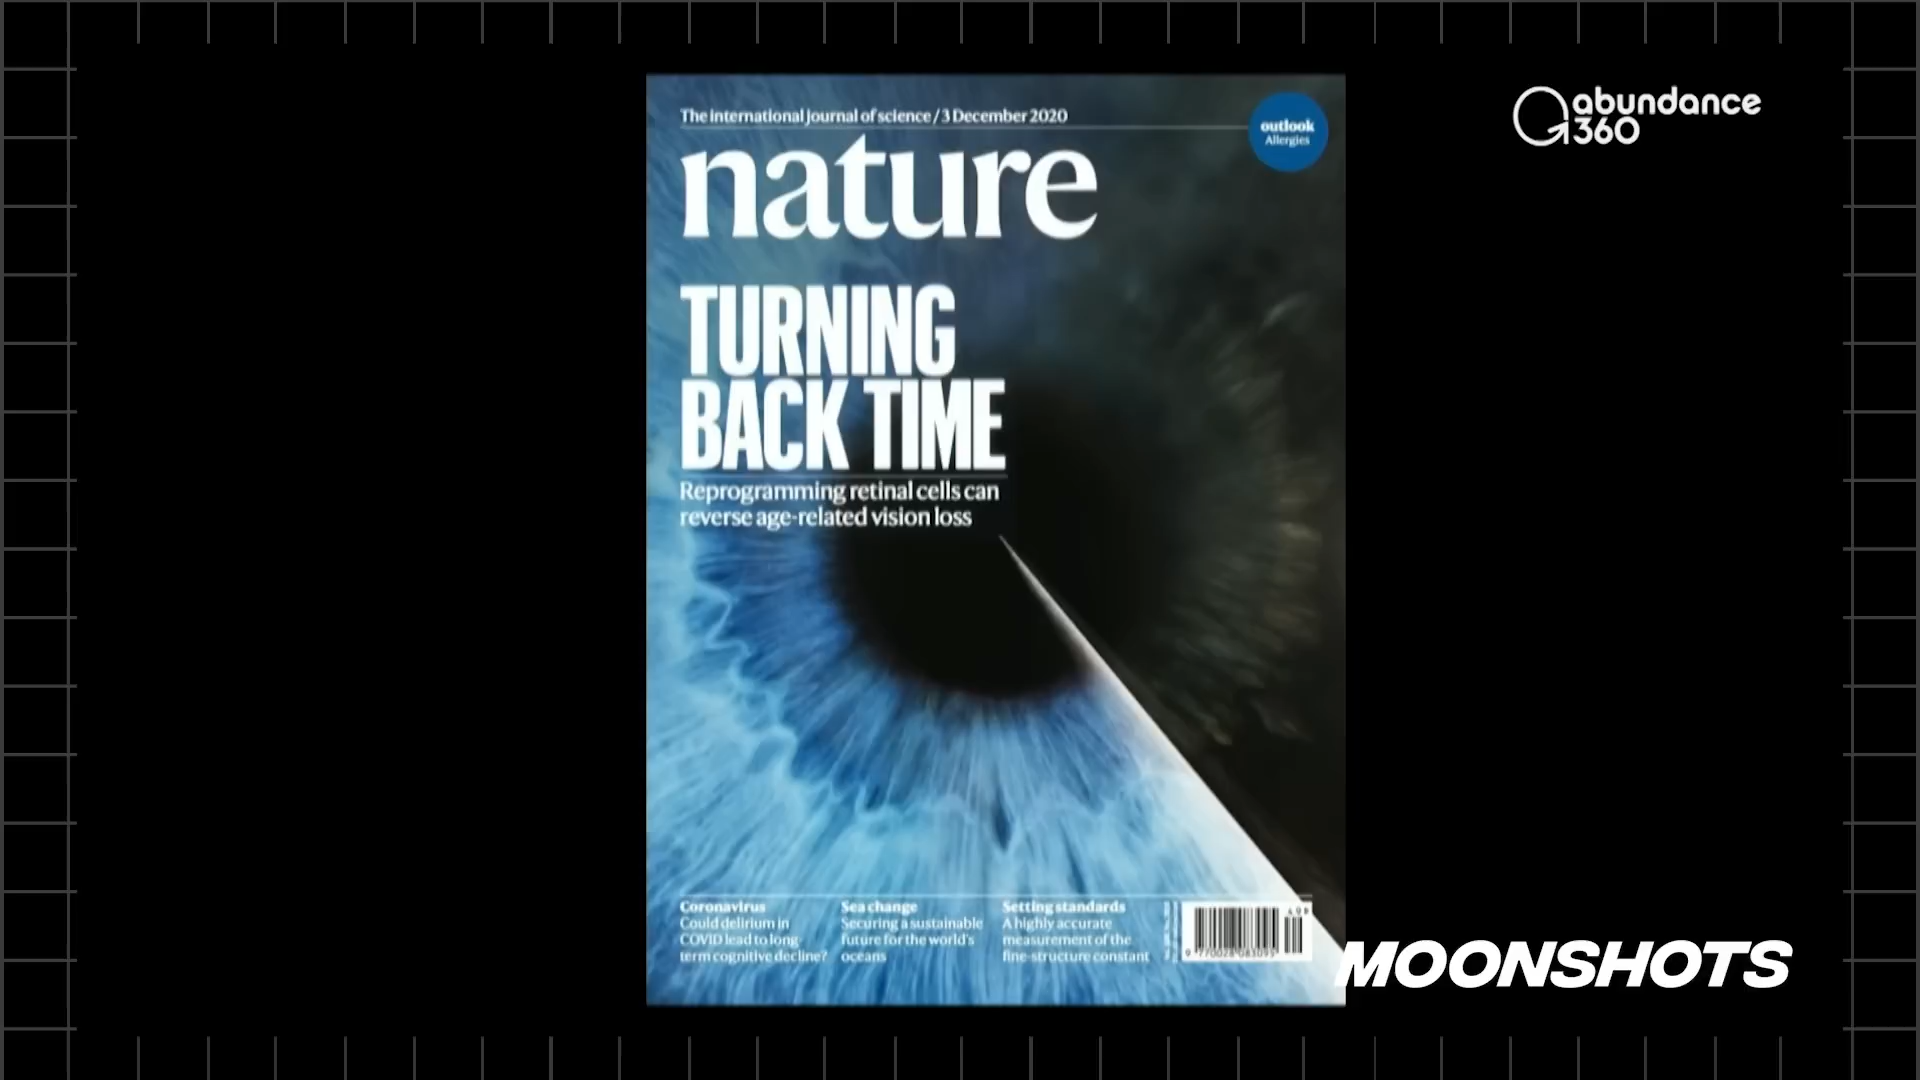 The international journal of science / 3 December 2020
outlook
Allergies
abundance
360
nature
TURNING
BACK TIME
Reprogramming retinal cells can
reverse age-related vision loss
Coronavirus
Could delirium in
COVID lead to long
term cognitive decline?
Sea change
Securing a sustainable
future for the world's
oceans
Setting standards
A highly accurate
measurement of the
fine-structure constant
MOONSHOTS